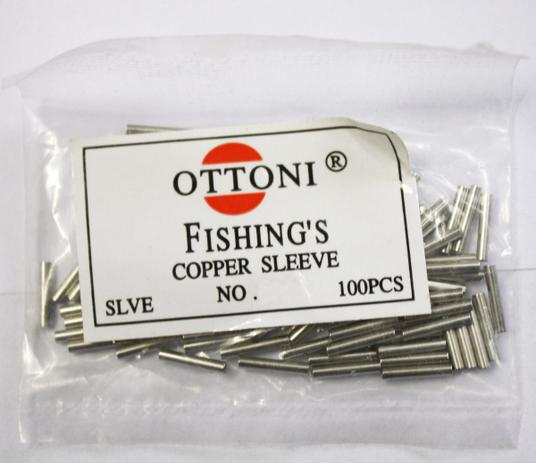 OTTONI ®
FISHING'S
COPPER SLEEVE
SLVE NO . 100PCS